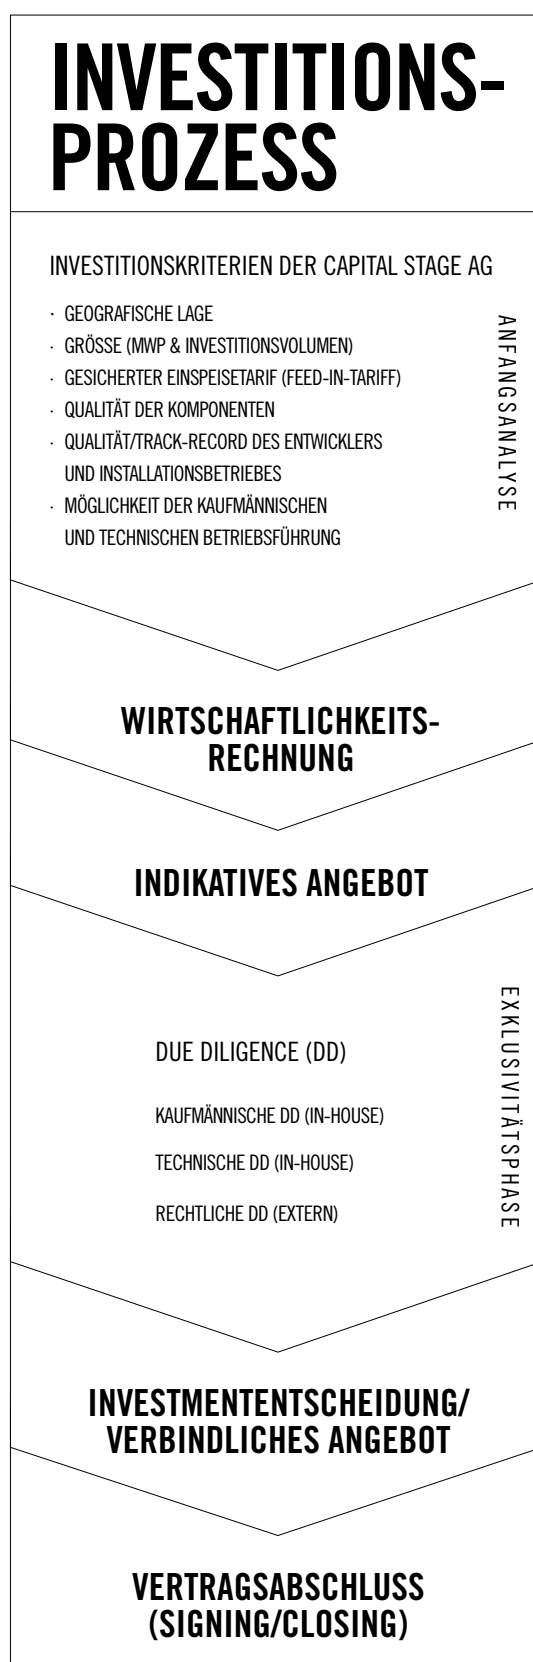 INVESTITIONS-
PROZESS
INVESTITIONSKRITERIEN DER CAPITAL STAGE AG
· GEOGRAFISCHE LAGE
· GRÖSSE (MWP & INVESTITIONSVOLUMEN)
· GESICHERTER EINSPEISETARIF (FEED-IN-TARIFF)
· QUALITÄT DER KOMPONENTEN
· QUALITÄT/TRACK-RECORD DES ENTWICKLERS
UND INSTALLATIONSBETRIEBES
· MÖGLICHKEIT DER KAUFMÄNNISCHEN
UND TECHNISCHEN BETRIEBSFÜHRUNG
ANFANGSANALYSE
WIRTSCHAFTLICHKEITS-
RECHNUNG
INDIKATIVES ANGEBOT
DUE DILIGENCE (DD)
KAUFMÄNNISCHE DD (IN-HOUSE)
TECHNISCHE DD (IN-HOUSE)
RECHTLICHE DD (EXTERN)
EXKLUSIVITÄTSPHASE
INVESTMENTENTSCHEIDUNG/
VERBINDLICHES ANGEBOT
VERTRAGSABSCHLUSS
(SIGNING/CLOSING)